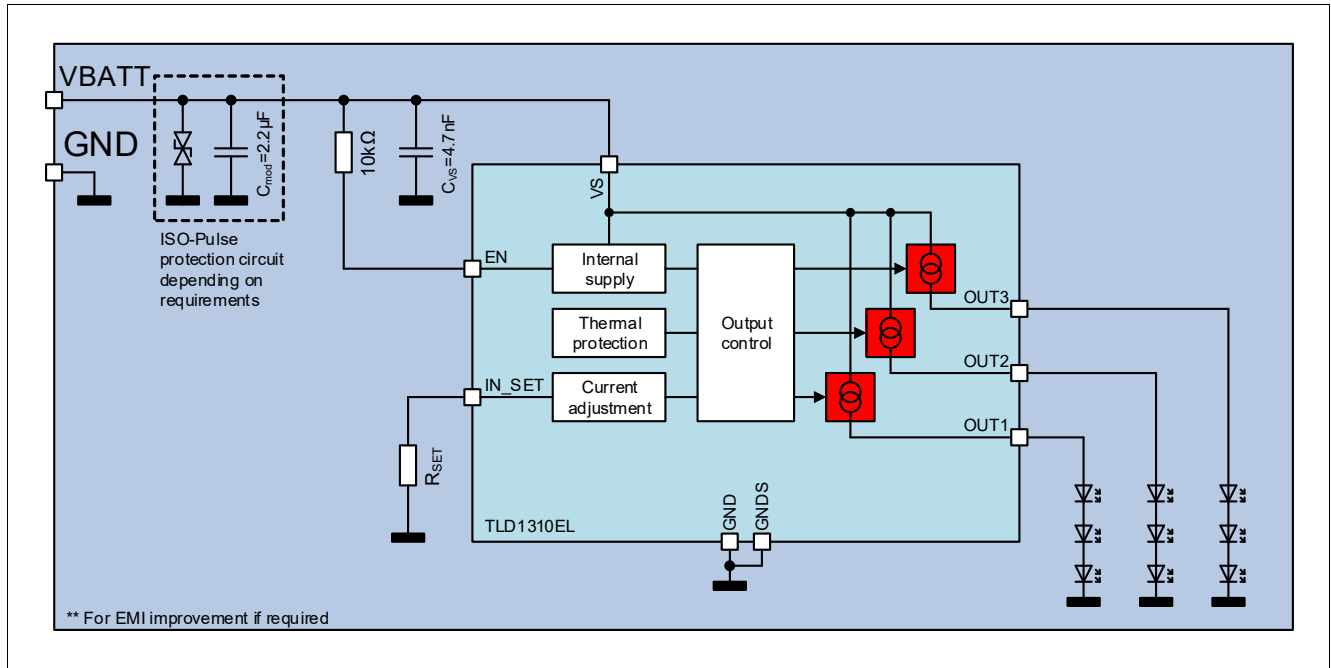 VBATT
GND
Cmod=2.2µF
10kΩ
CVS=4.7nF
ISO-Pulse
protection circuit
depending on
requirements
VS
EN
Internal
supply
Thermal
protection
Output
control
IN_SET
Current
adjustment
OUT3
OUT2
OUT1
RSET
GND
GNDS
TLD1310EL
** For EMI improvement if required